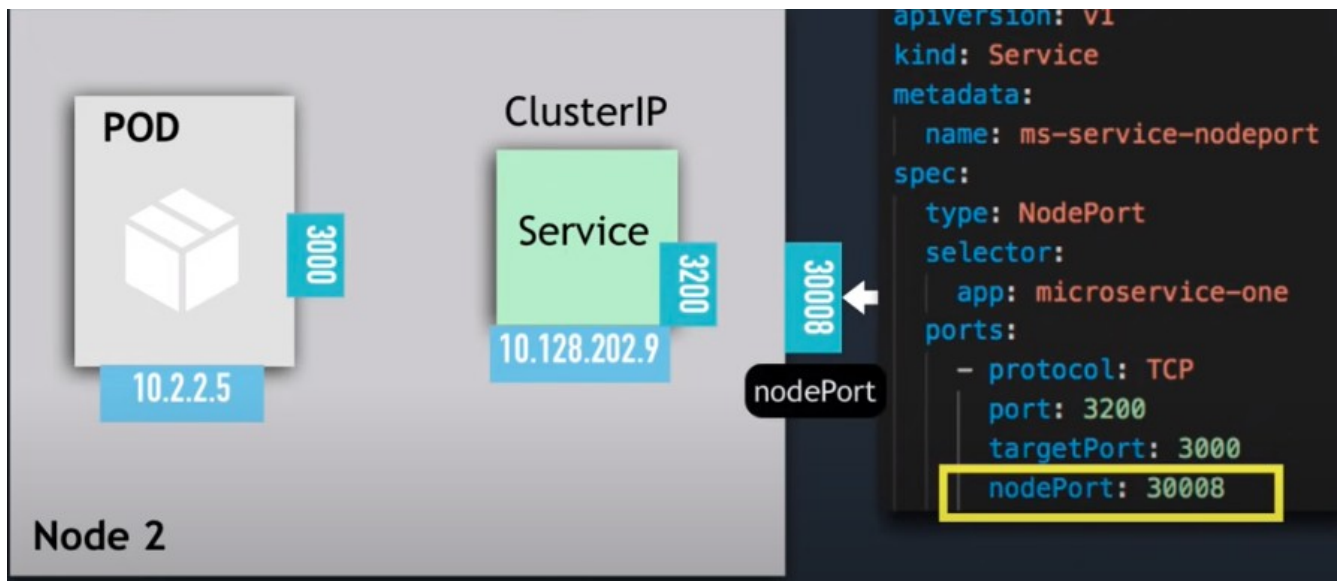 POD
3000
10.2.2.5
ClusterIP
Service
3200
10.128.202.9
30008
nodePort
Node 2
apiVersion: v1
kind: Service
metadata:
name: ms-service-nodeport
spec:
type: NodePort
selector:
app: microservice-one
ports:
- protocol: TCP
port: 3200
targetPort: 3000
nodePort: 30008